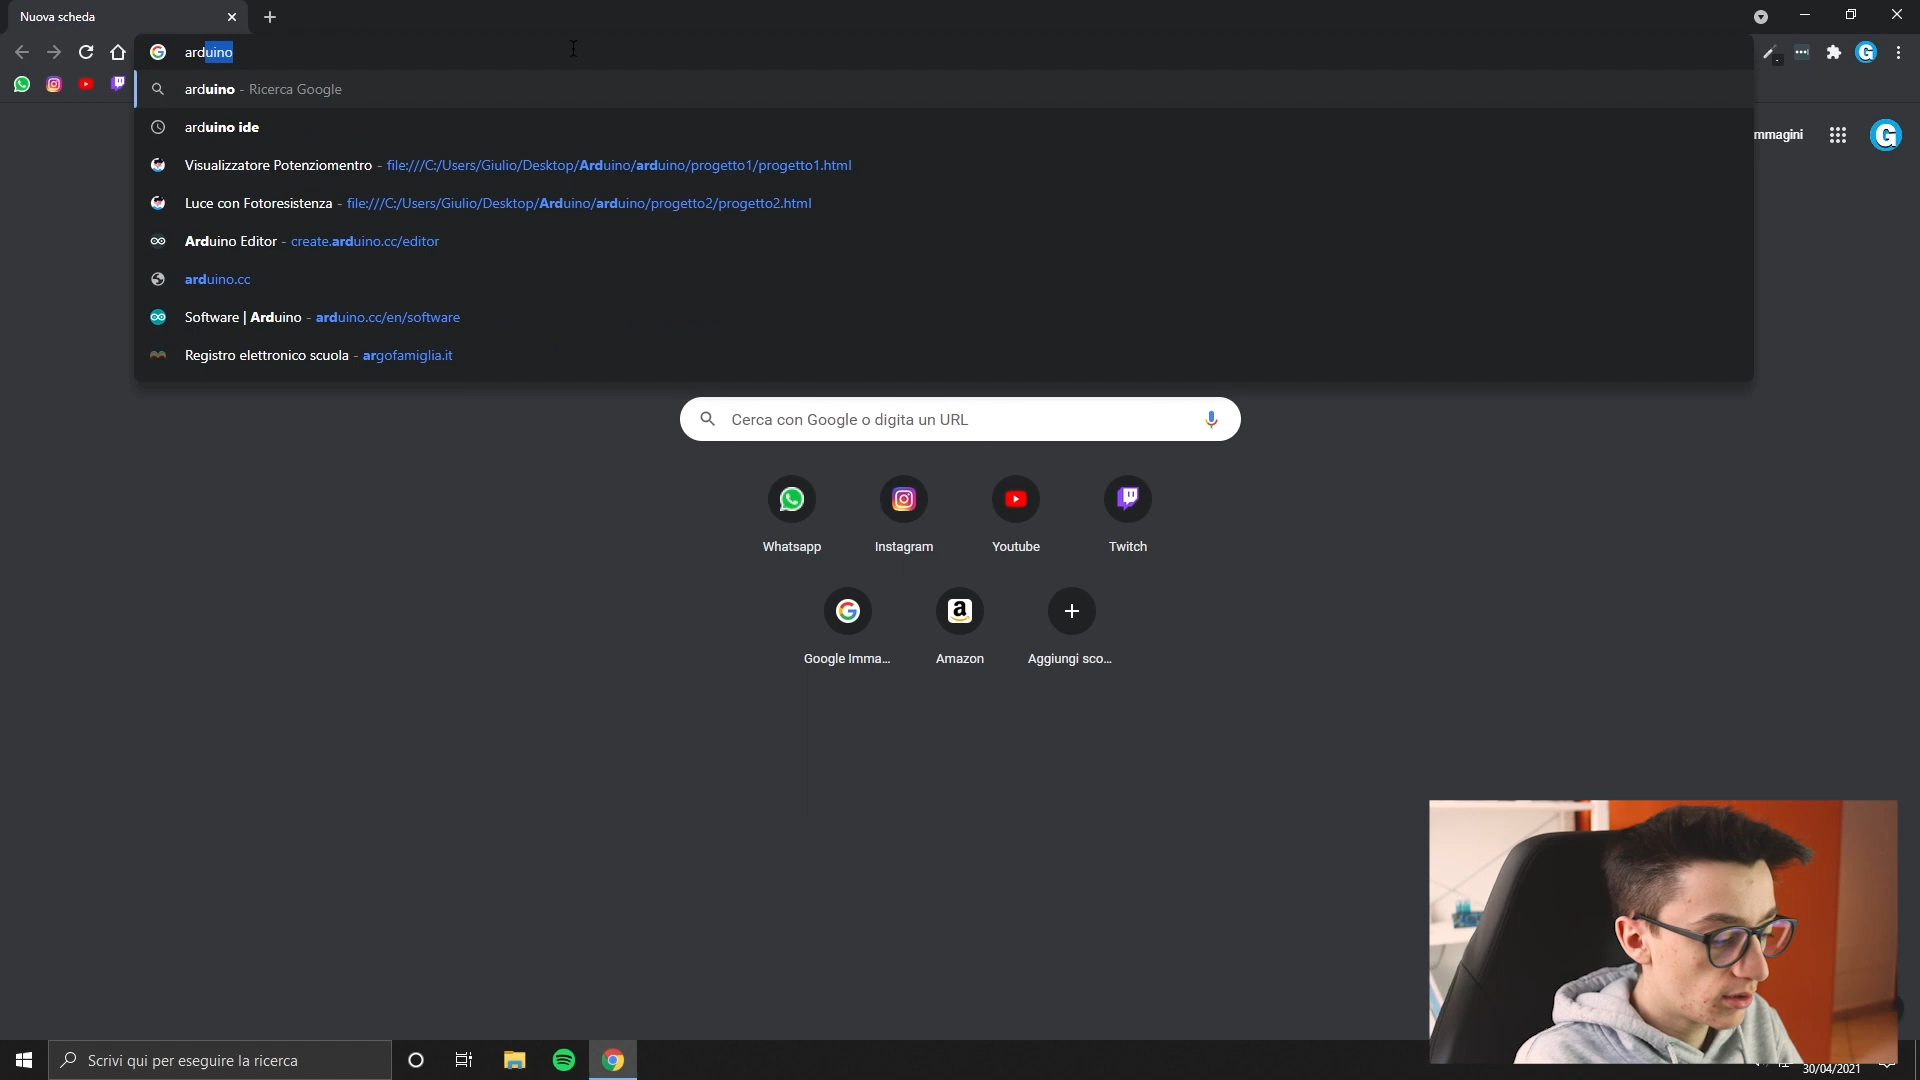 Nuova scheda
arduino
arduino - Ricerca Google
arduino ide
Visualizzatore Potenziomentro - file:///C:/Users/Giulio/Desktop/Arduino/arduino/progetto1/progetto1.html
Luce con Fotoresistenza - file:///C:/Users/Giulio/Desktop/Arduino/arduino/progetto2/progetto2.html
Arduino Editor - create.arduino.cc/editor
arduino.cc
Software | Arduino - arduino.cc/en/software
Registro elettronico scuola - argofamiglia.it
mmagini
Cerca con Google o digita un URL
Whatsapp
Instagram
Youtube
Twitch
Google Imma...
Amazon
Aggiungi sco...
Scrivi qui per eseguire la ricerca
30/04/2021